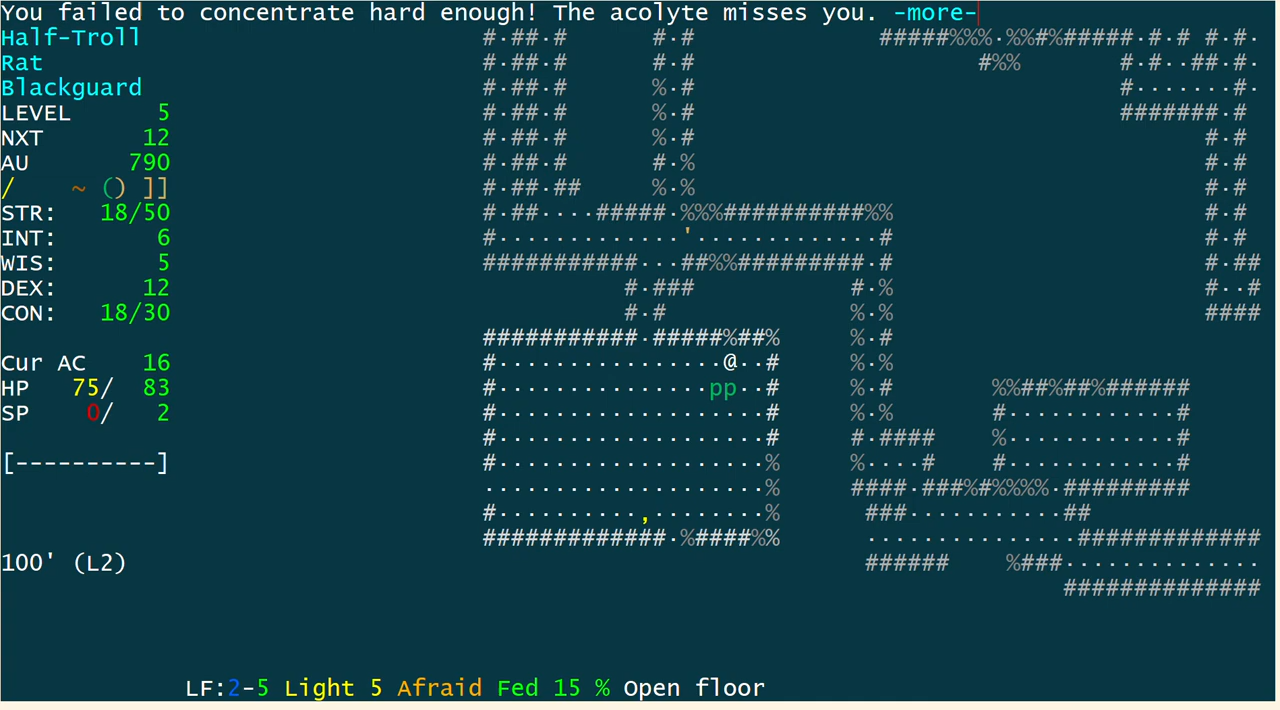 You failed to concentrate hard enough! The acolyte misses you. -more-
Half-Troll
Rat
Blackguard
LEVEL 5
NXT 12
AU 790
/ ~ () ]]
STR: 18/50
INT: 6
WIS: 5
DEX: 12
CON: 18/30
Cur AC 16
HP 75/ 83
SP 0/ 2
[----------]
@
pp
100' (L2)
LF:2-5 Light 5 Afraid Fed 15 % Open floor